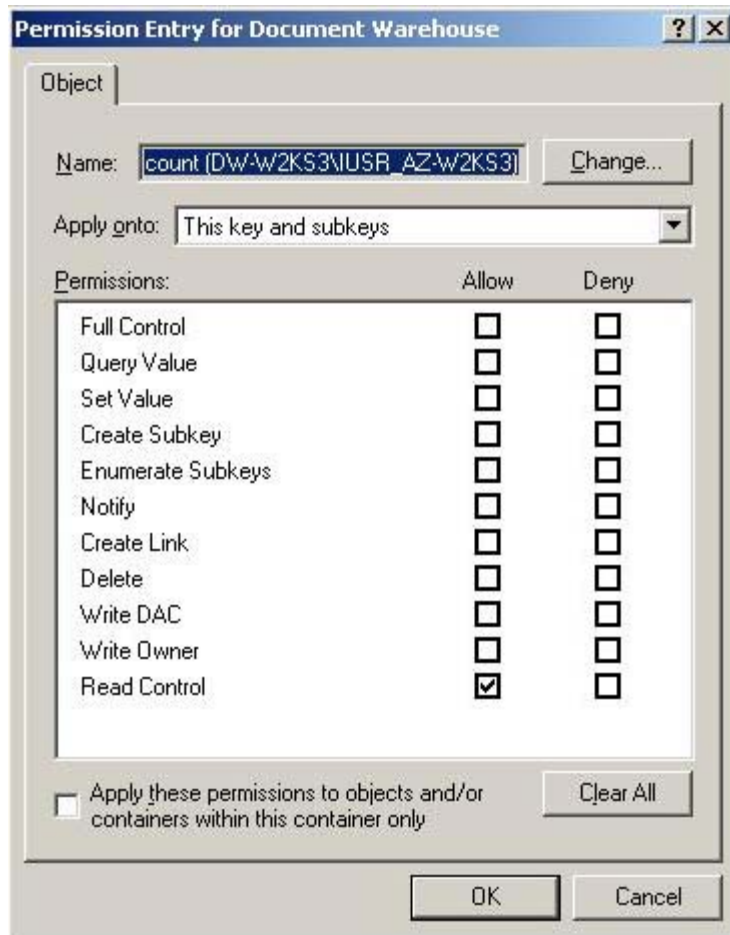 Permission Entry for Document Warehouse
Object
Name: count (DW-W2KS3\IUSR_AZ-W2KS3) Change...
Apply onto: This key and subkeys
Permissions: Allow Deny
Full Control
Query Value
Set Value
Create Subkey
Enumerate Subkeys
Notify
Create Link
Delete
Write DAC
Write Owner
Read Control
Apply these permissions to objects and/or
containers within this container only
Clear All
OK Cancel